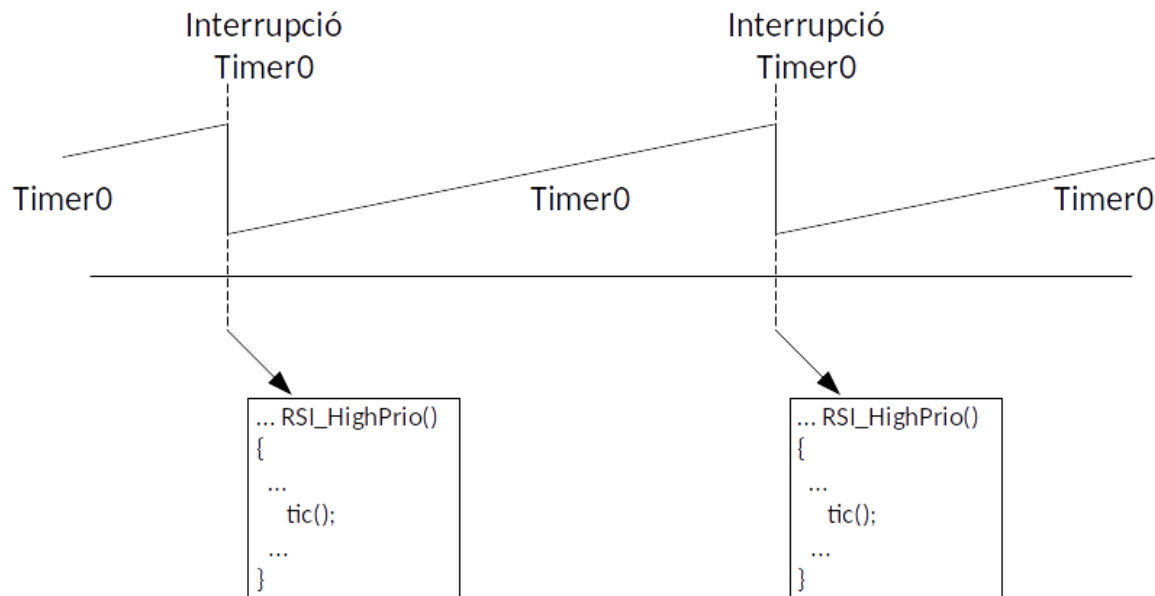 Interrupció
Timer0
Interrupció
Timer0
Timer0
Timer0
Timer0
... RSI_HighPrio()
{
...
tic();
...
}
... RSI_HighPrio()
{
...
tic();
...
}